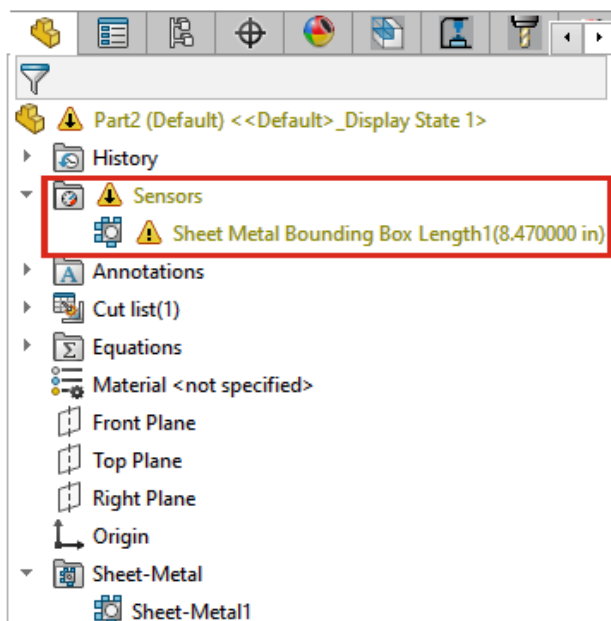 Part2 (Default) <<Default>_Display State 1>
History
Sensors
Sheet Metal Bounding Box Length1(8.470000 in)
Annotations
Cut list(1)
Equations
Material <not specified>
Front Plane
Top Plane
Right Plane
Origin
Sheet-Metal
Sheet-Metal1